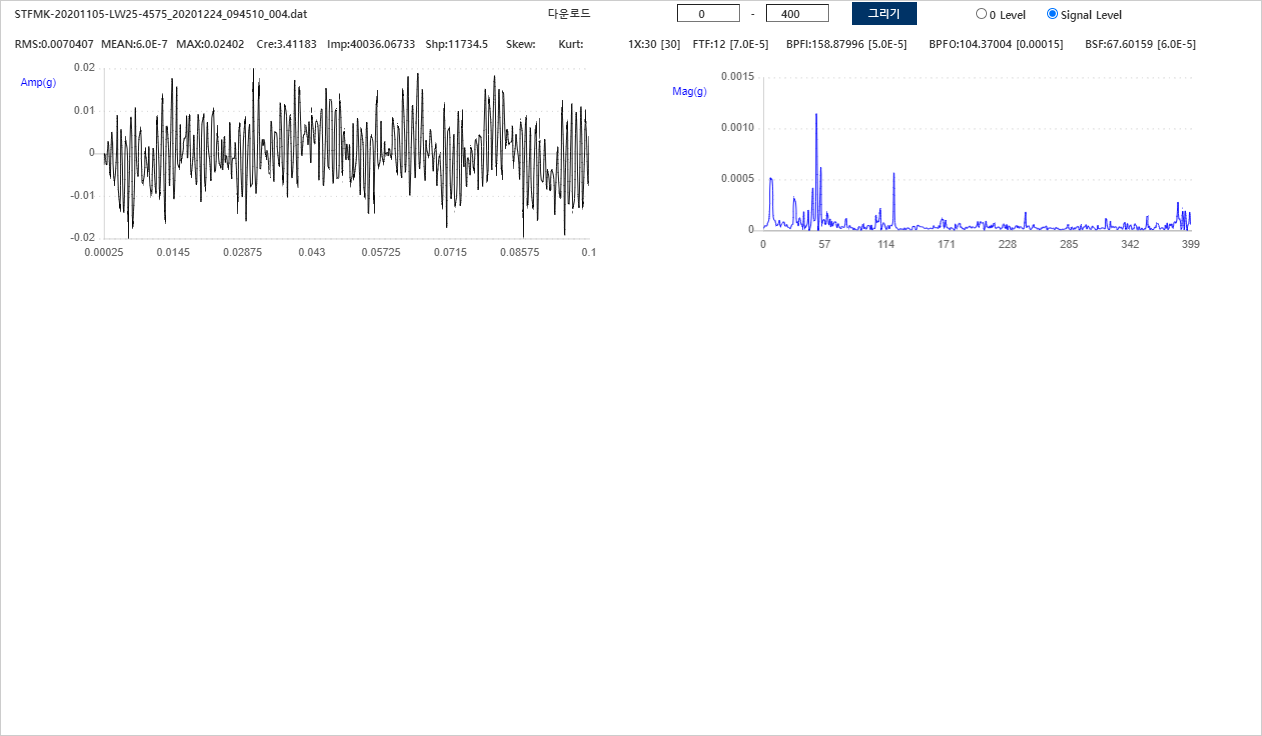 STFMK-20201105-LW25-4575_20201224_094510_004.dat 다운로드 0 - 400 그리기 0 Level Signal Level
RMS:0.0070407 MEAN:6.0E-7 MAX:0.02402 Cre:3.41183 Imp:40036.06733 Shp:11734.5 Skew: Kurt: 1X:30 [30] FTF:12 [7.0E-5] BPFI:158.87996 [5.0E-5] BPFO:104.37004 [0.00015] BSF:67.60159 [6.0E-5]
Amp(g)
0.02
0.01
0
-0.01
-0.02
0.00025 0.0145 0.02875 0.043 0.05725 0.0715 0.08575 0.1
Mag(g)
0.0015
0.0010
0.0005
0
0 57 114 171 228 285 342 399